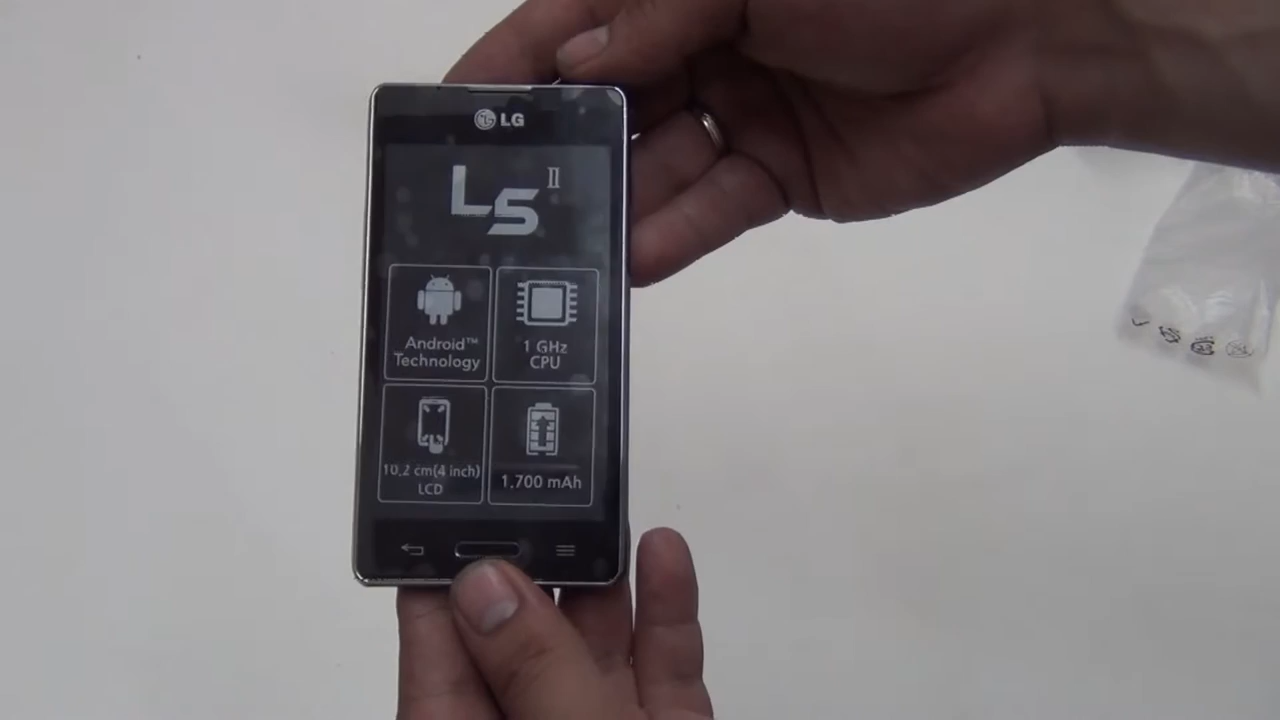 LG
L5 II
Android™
Technology
1 GHz
CPU
10.2 cm(4 inch)
LCD
1,700 mAh